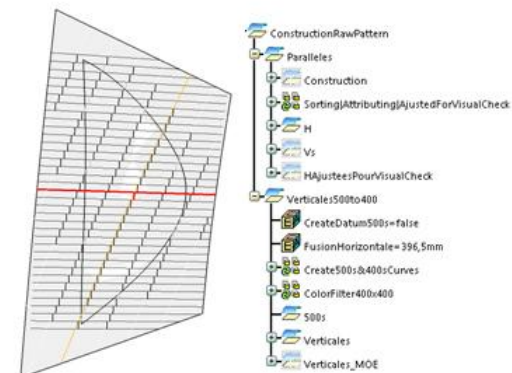 ConstructionRawPattern
Paralleles
Construction
Sorting|Attributing|AjustedForVisualCheck
H
Vs
HAjusteesPourVisualCheck
Verticales500to400
CreateDatum500s=false
FusionHorizontale=396,5mm
Create500s&400sCurves
ColorFilter400x400
500s
Verticales
Verticales_MOE